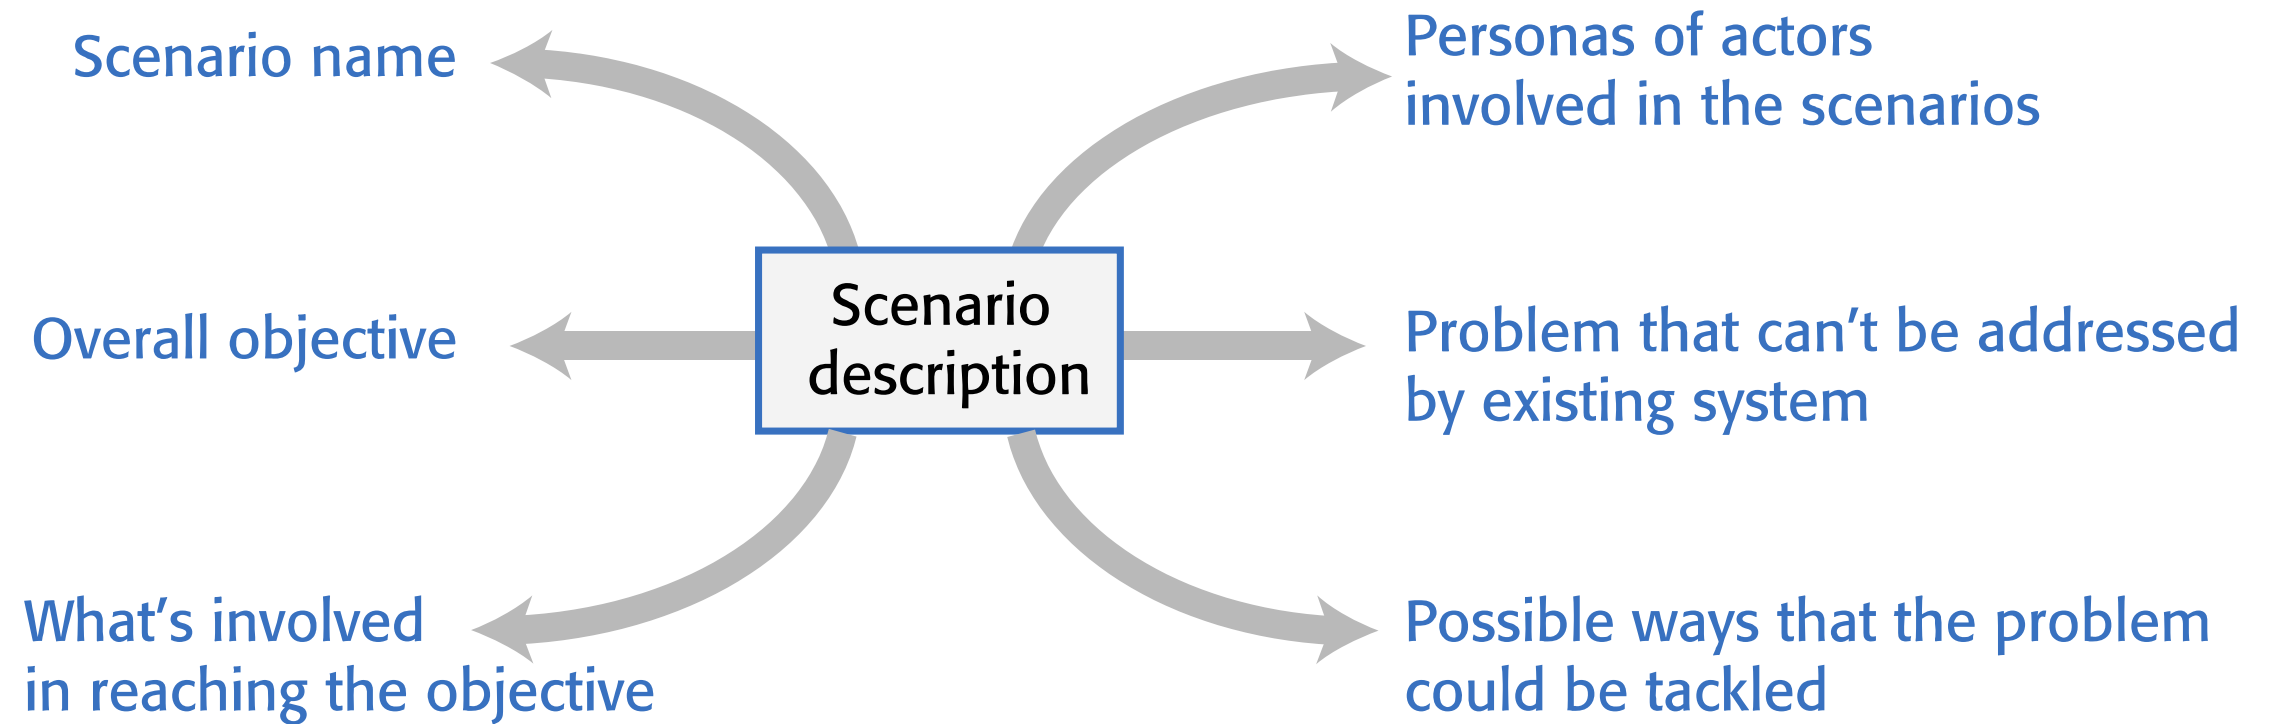 Scenario name
Personas of actors
involved in the scenarios
Scenario
description
Overall objective
Problem that can’t be addressed
by existing system
What’s involved
in reaching the objective
Possible ways that the problem
could be tackled